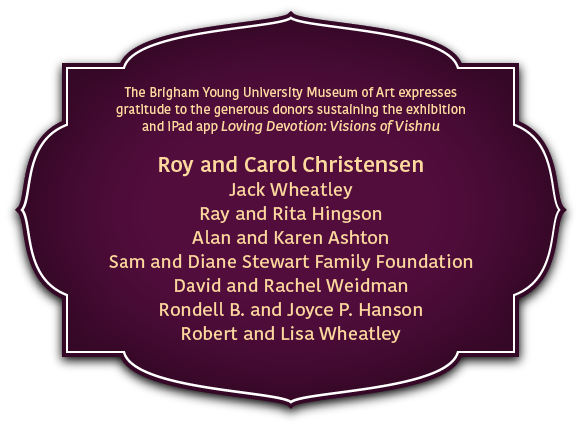 The Brigham Young University Museum of Art expresses
gratitude to the generous donors sustaining the exhibition
and iPad app Loving Devotion: Visions of Vishnu
Roy and Carol Christensen
Jack Wheatley
Ray and Rita Hingson
Alan and Karen Ashton
Sam and Diane Stewart Family Foundation
David and Rachel Weidman
Rondell B. and Joyce P. Hanson
Robert and Lisa Wheatley